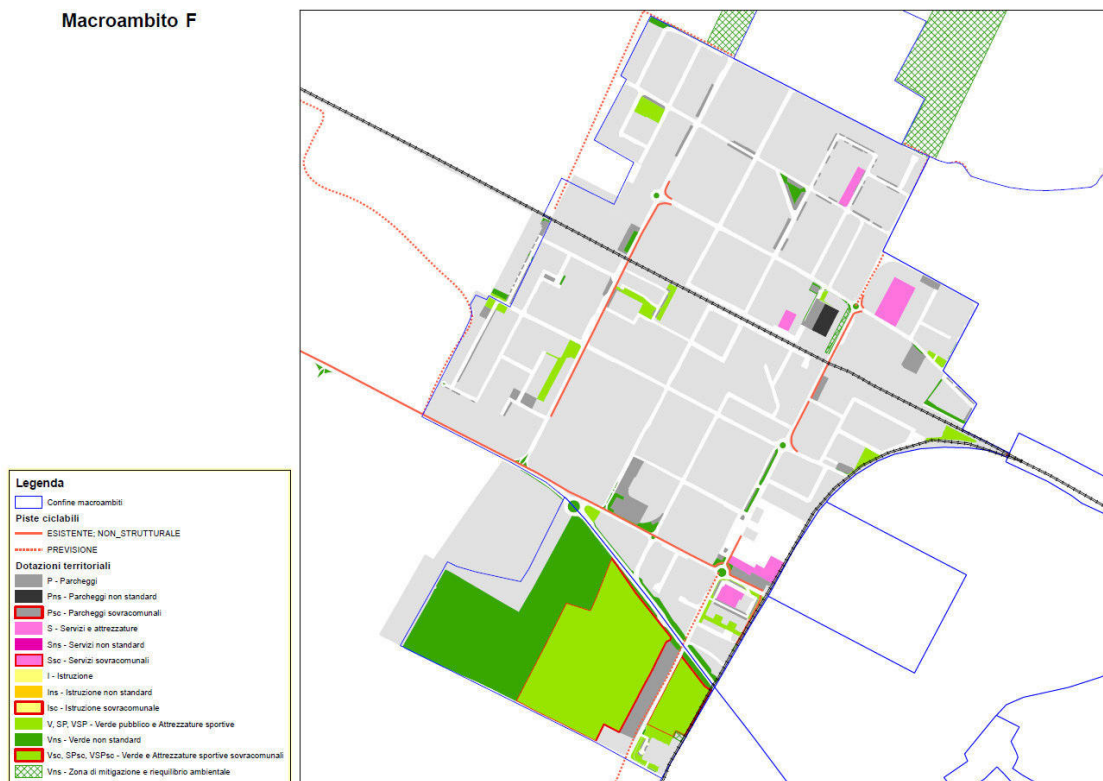 Macroambito F
Legenda
Confine macroambiti
Piste ciclabili
ESISTENTE; NON_STRUTTURALE
PREVISIONE
Dotazioni territoriali
P - Parcheggi
Pns - Parcheggi non standard
Psc - Parcheggi sovracomunali
S - Servizi e attrezzature
Sns - Servizi non standard
Ssc - Servizi sovracomunali
I - Istruzione
Ins - Istruzione non standard
Isc - Istruzione sovracomunale
V, SP, VSP - Verde pubblico e Attrezzature sportive
Vns - Verde non standard
Vsc, SPsc, VSPsc - Verde e Attrezzature sportive sovracomunali
Vns - Zona di mitigazione e riequilibrio ambientale